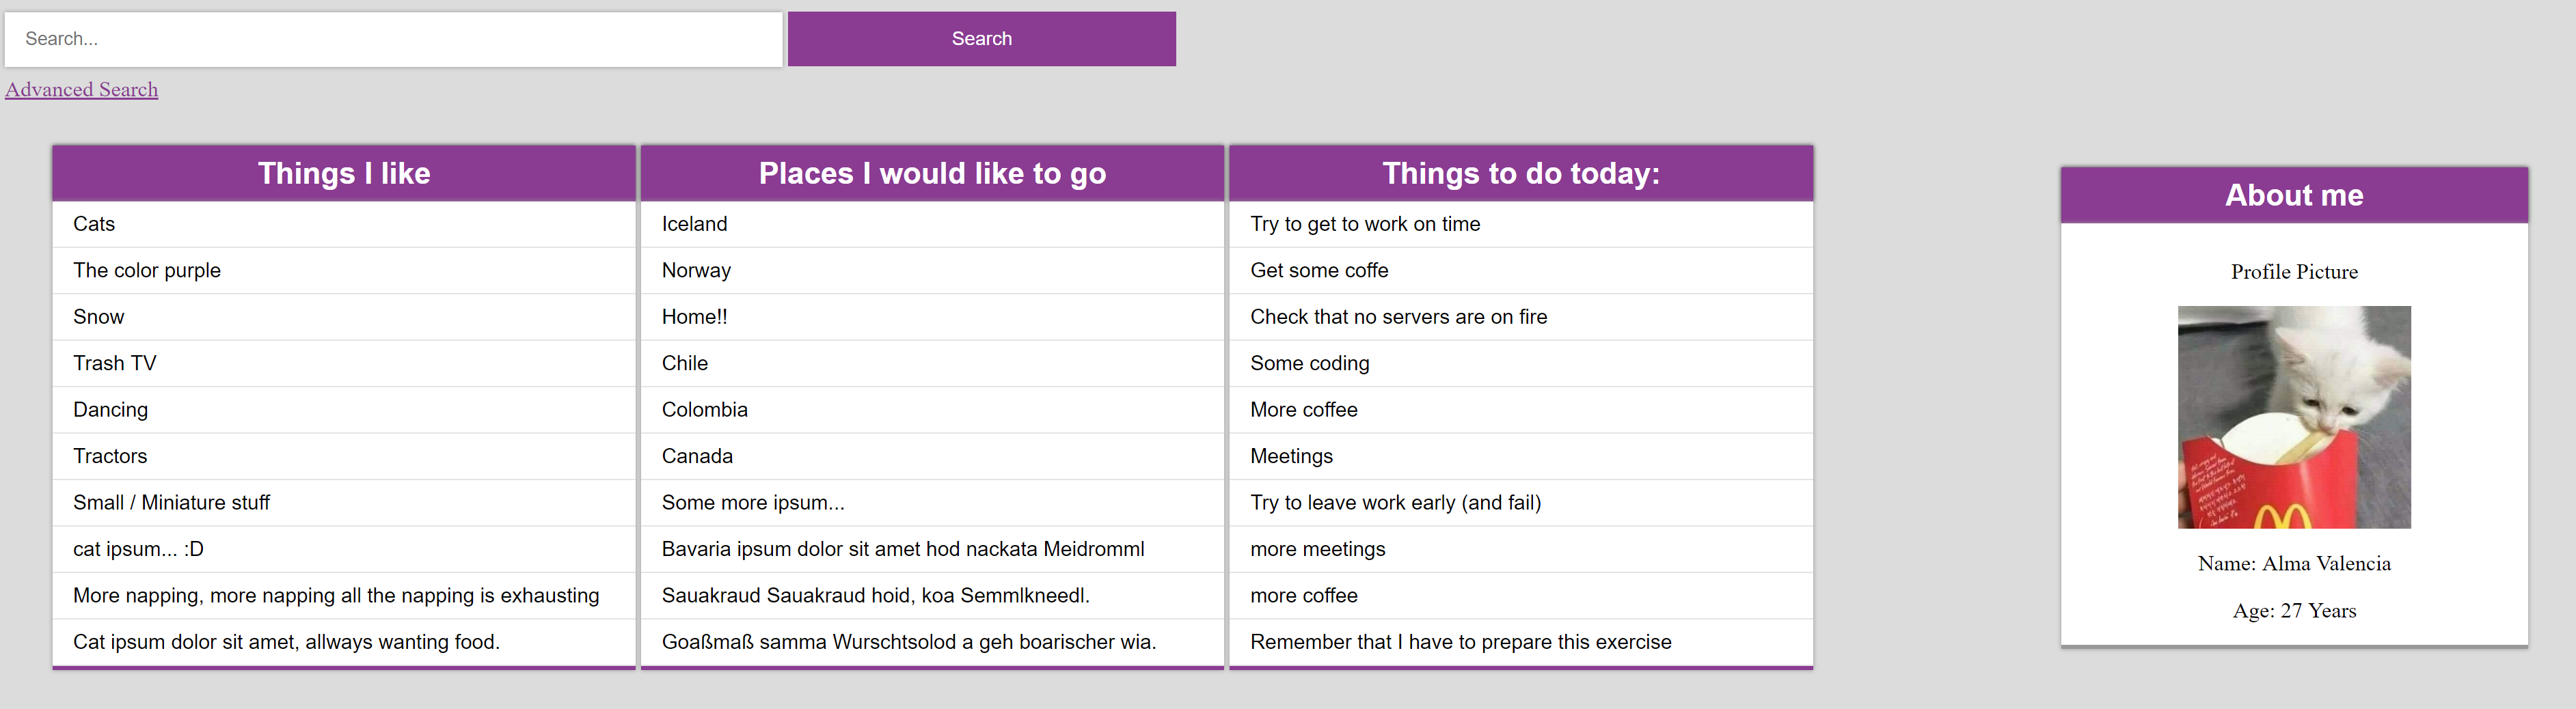 Search...
Search
Advanced Search
Things I like
Cats
The color purple
Snow
Trash TV
Dancing
Tractors
Small / Miniature stuff
cat ipsum... :D
More napping, more napping all the napping is exhausting
Cat ipsum dolor sit amet, allways wanting food.
Places I would like to go
Iceland
Norway
Home!!
Chile
Colombia
Canada
Some more ipsum...
Bavaria ipsum dolor sit amet hod nackata Meidromml
Sauakraud Sauakraud hoid, koa Semmlkneedl.
Goaßmaß samma Wurschtsolod a geh boarischer wia.
Things to do today:
Try to get to work on time
Get some coffe
Check that no servers are on fire
Some coding
More coffee
Meetings
Try to leave work early (and fail)
more meetings
more coffee
Remember that I have to prepare this exercise
About me
Profile Picture
Name: Alma Valencia
Age: 27 Years